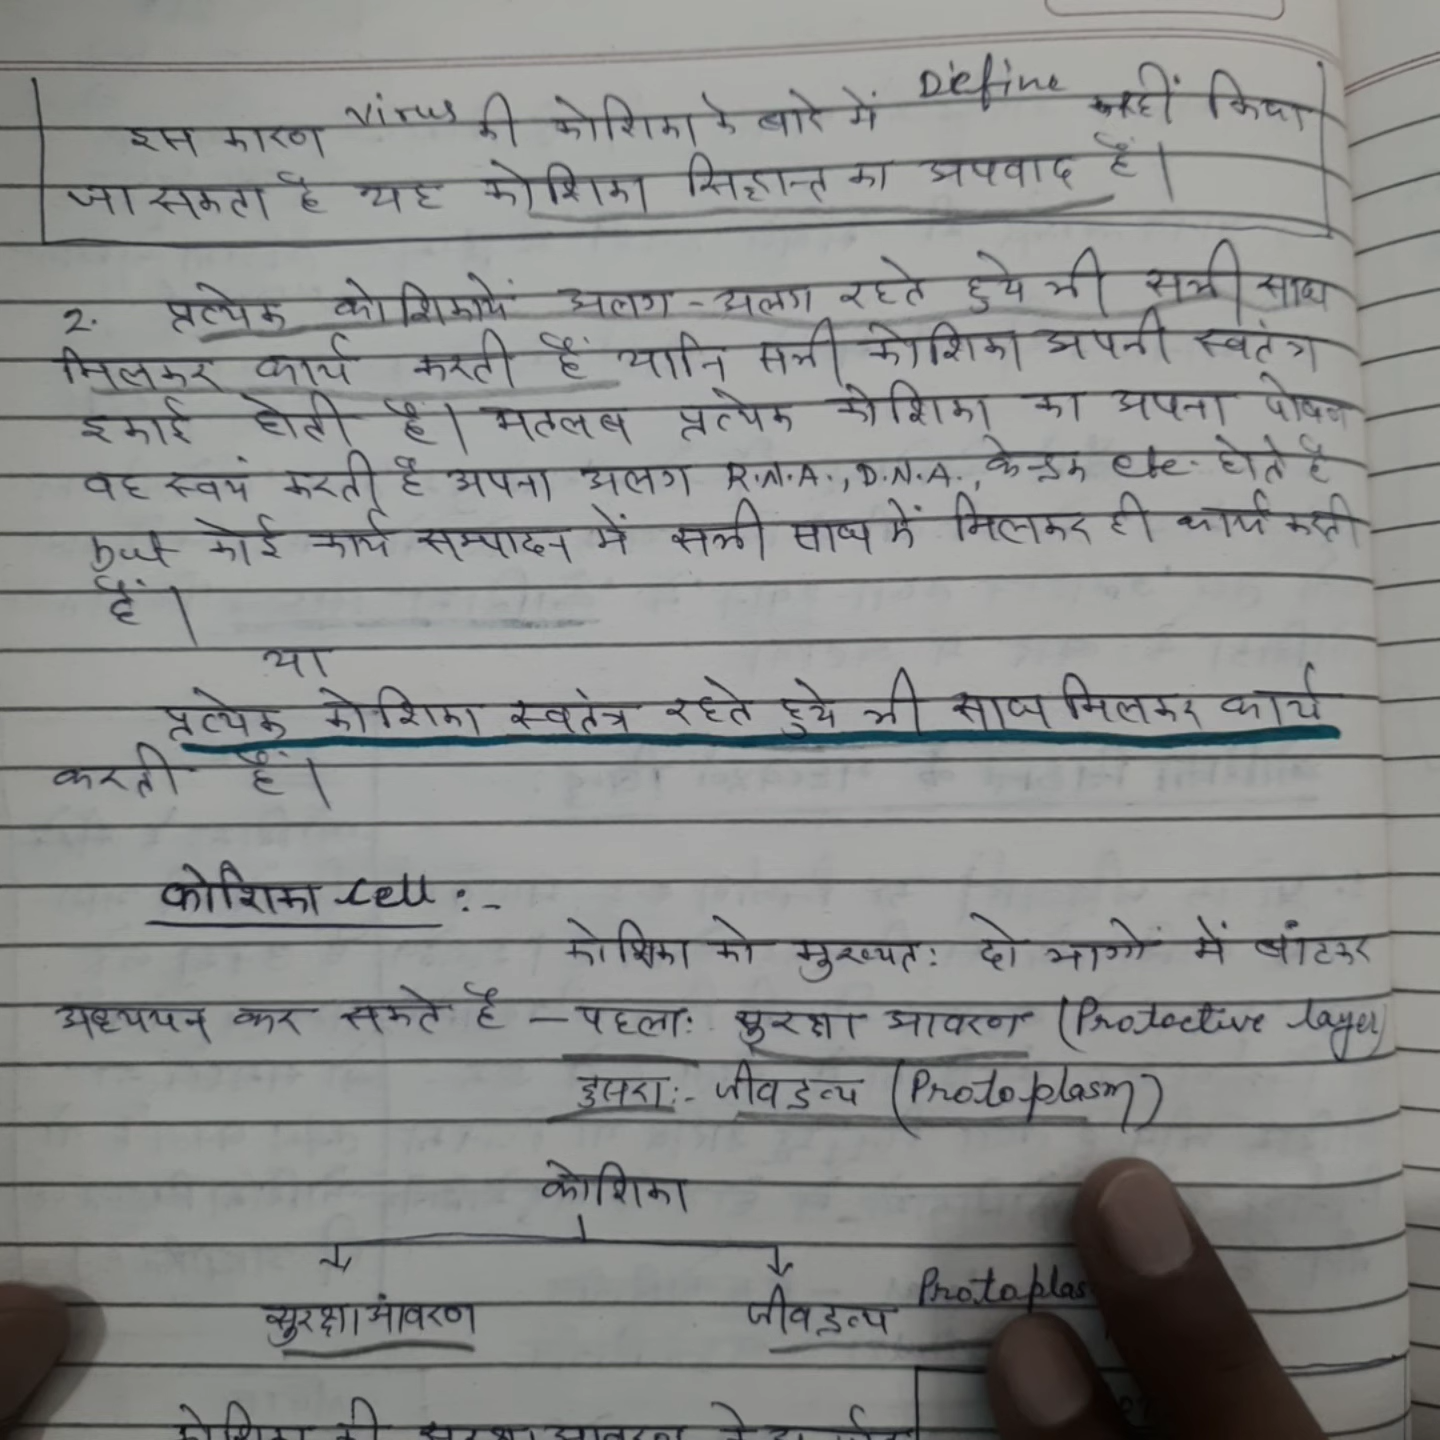 इस कारण virus की कोशिका के बारे में Define नहीं किया
जा सकता है यह कोशिका सिद्धान्त का अपवाद है।
2. प्रत्येक कोशिकायें अलग-अलग रहते हुये भी सभी साथ
मिलकर कार्य करती हैं यानि सभी कोशिका अपनी स्वतंत्र
इकाई होती है। मतलब प्रत्येक कोशिका का अपना पोषण
वह स्वयं करती है अपना अलग R.N.A., D.N.A., केन्द्रक etc. होते है
but कोई कार्य सम्पादन में सभी साथ में मिलकर ही कार्य करती
हैं।
या
प्रत्येक कोशिका स्वतंत्र रहते हुये भी साथ मिलकर कार्य
करती हैं।
कोशिका cell :-
कोशिका को मुख्यतः दो भागों में बांटकर
अध्ययन कर सकते है – पहला: सुरक्षा आवरण (Protective layer)
दुसरा:- जीवद्रव्य (Protoplasm)
कोशिका
सुरक्षा आंवरण जीवद्रव्य
कोशिका की सुरक्षा आवरण